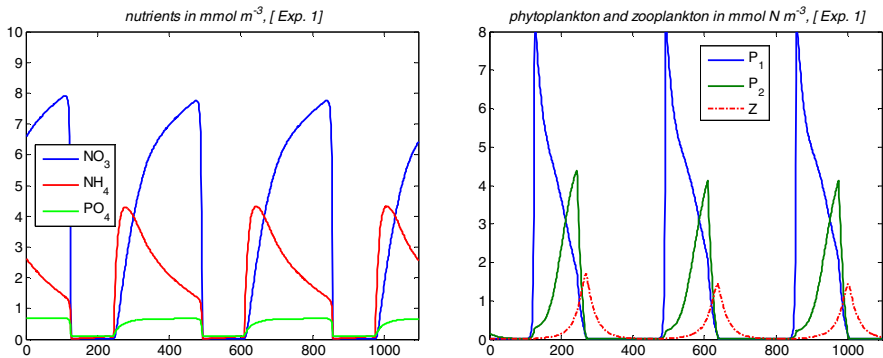 nutrients in mmol m⁻³, [ Exp. 1]
10
9
8
7
6
5
4
3
2
1
0
NO₃
NH₄
PO₄
0 200 400 600 800 1000
phytoplankton and zooplankton in mmol N m⁻³, [Exp. 1]
8
7
6
5
4
3
2
1
0
P₁
P₂
Z
0 200 400 600 800 1000